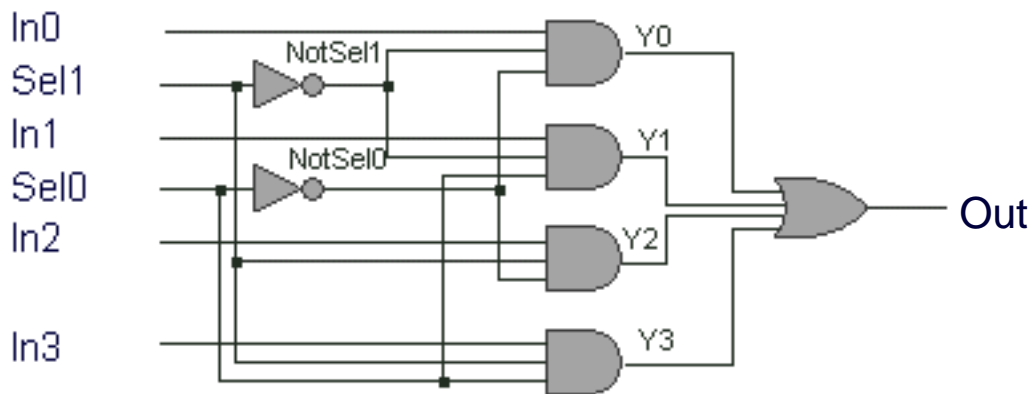 In0
Sel1
In1
Sel0
In2
In3
NotSel1
NotSel0
Y0
Y1
Y2
Y3
Out